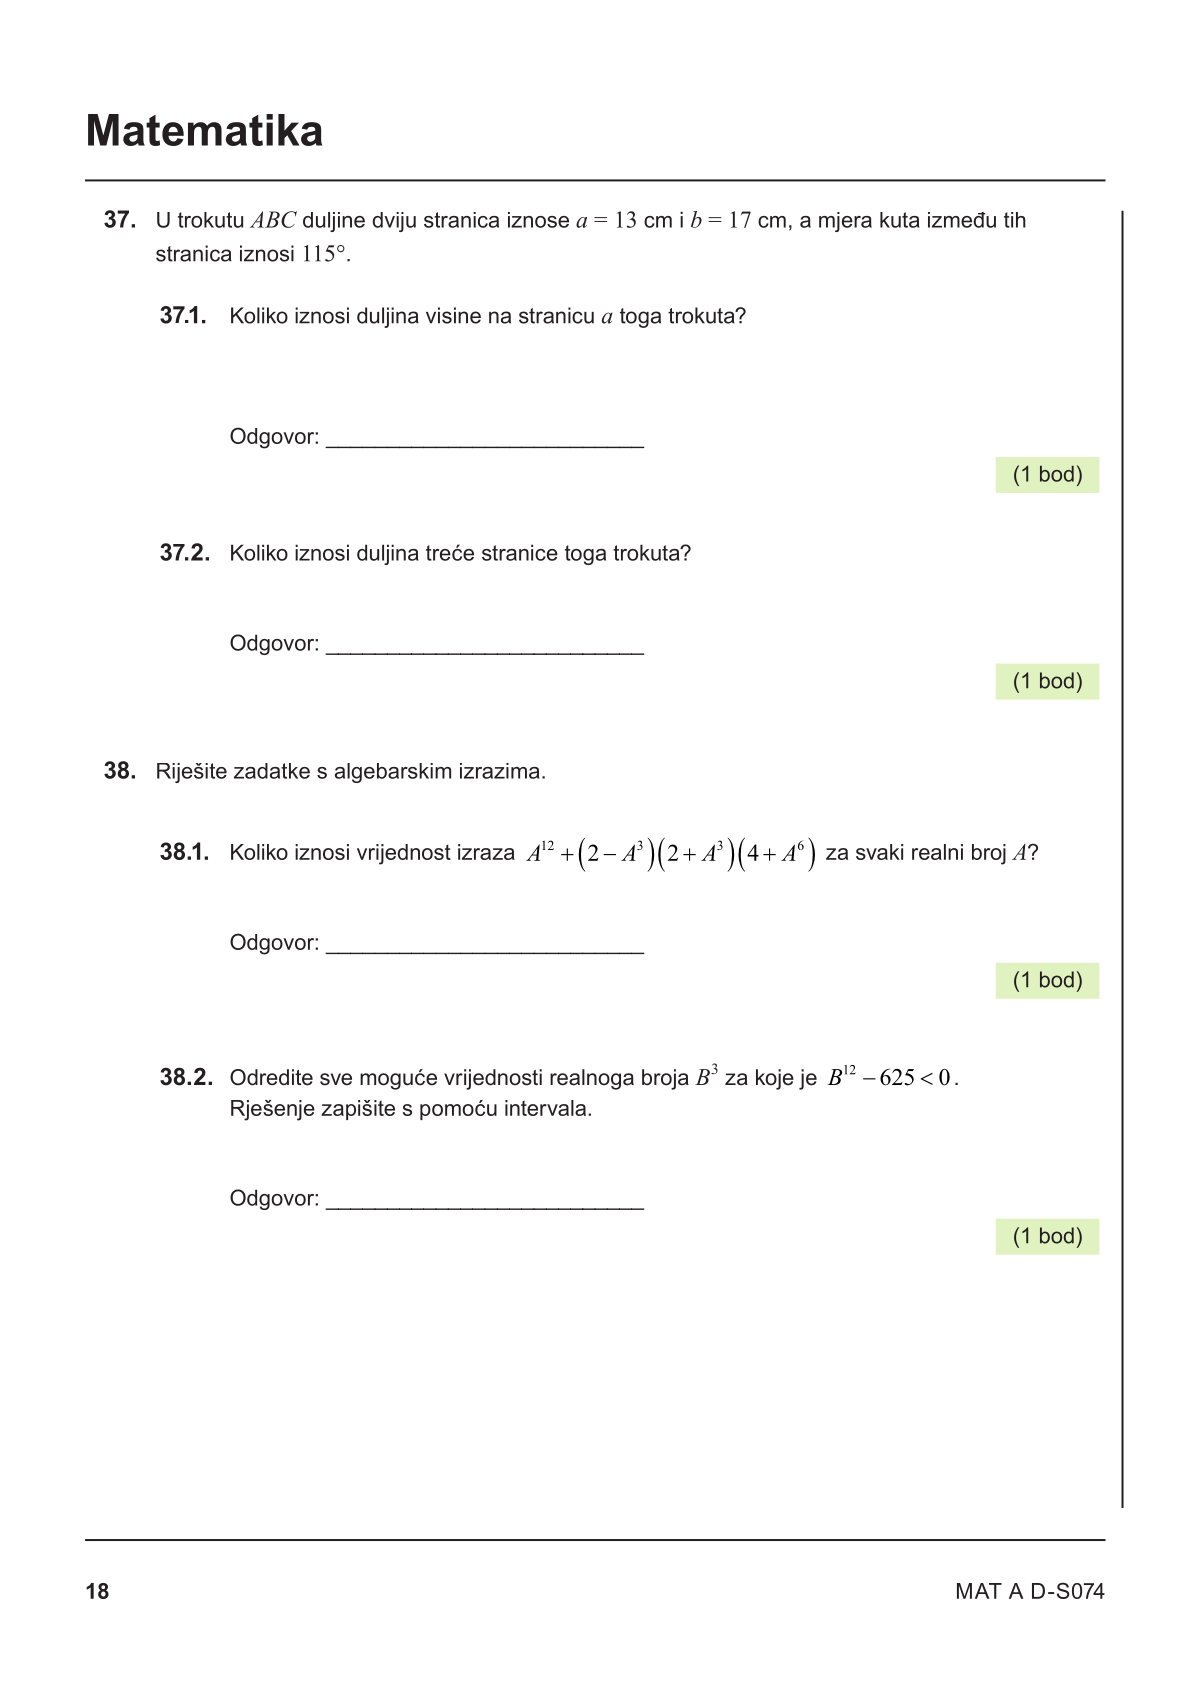 Matematika
37. U trokutu ABC duljine dviju stranica iznose a = 13 cm i b = 17 cm, a mjera kuta između tih
stranica iznosi 115°.
37.1. Koliko iznosi duljina visine na stranicu a toga trokuta?
Odgovor: __________________________
(1 bod)
37.2. Koliko iznosi duljina treće stranice toga trokuta?
Odgovor: __________________________
(1 bod)
38. Riješite zadatke s algebarskim izrazima.
38.1. Koliko iznosi vrijednost izraza A¹² + (2 − A³)(2 + A³)(4 + A⁶) za svaki realni broj A?
Odgovor: __________________________
(1 bod)
38.2. Odredite sve moguće vrijednosti realnoga broja B³ za koje je B¹² − 625 < 0.
Rješenje zapišite s pomoću intervala.
Odgovor: __________________________
(1 bod)
18 MAT A D-S074